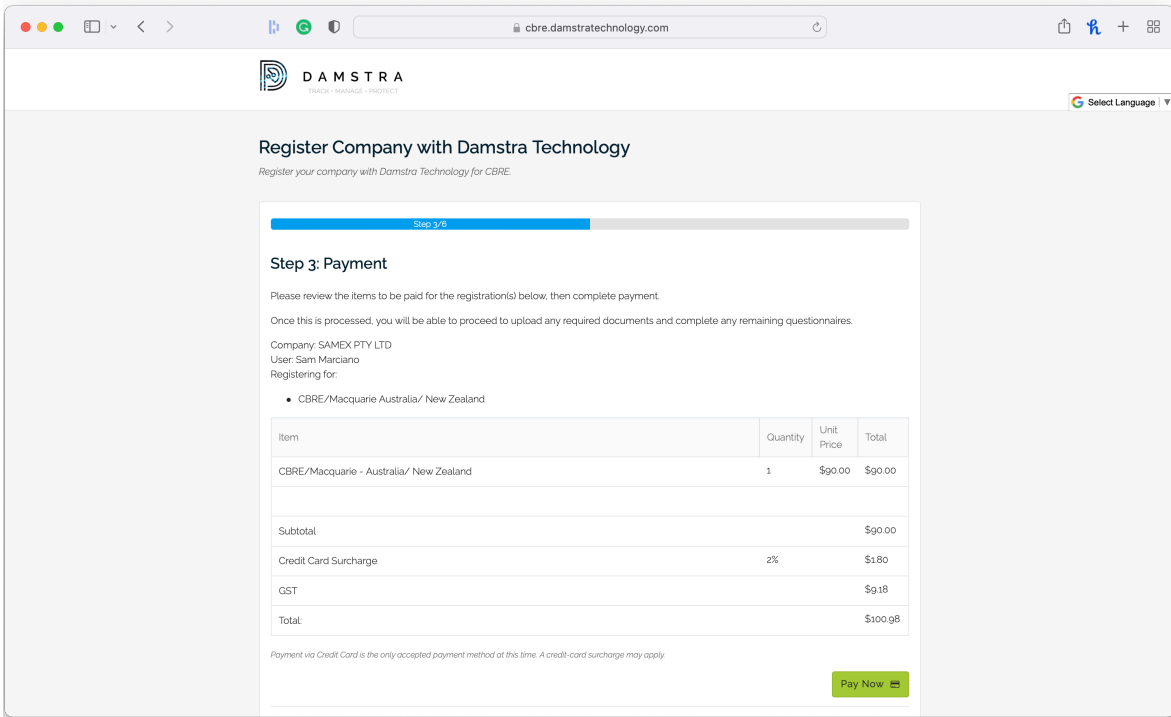 cbre.damstratechnology.com
DAMSTRA
TRACK - MANAGE - PROTECT
Select Language
Register Company with Damstra Technology
Register your company with Damstra Technology for CBRE.
Step 3/6
Step 3: Payment
Please review the items to be paid for the registration(s) below, then complete payment.
Once this is processed, you will be able to proceed to upload any required documents and complete any remaining questionnaires.
Company: SAMEX PTY LTD
User: Sam Marciano
Registering for:
• CBRE/Macquarie Australia/ New Zealand
Item Quantity Unit Price Total
CBRE/Macquarie - Australia/ New Zealand 1 $90.00 $90.00
Subtotal $90.00
Credit Card Surcharge 2% $1.80
GST $9.18
Total: $100.98
Payment via Credit Card is the only accepted payment method at this time. A credit-card surcharge may apply.
Pay Now